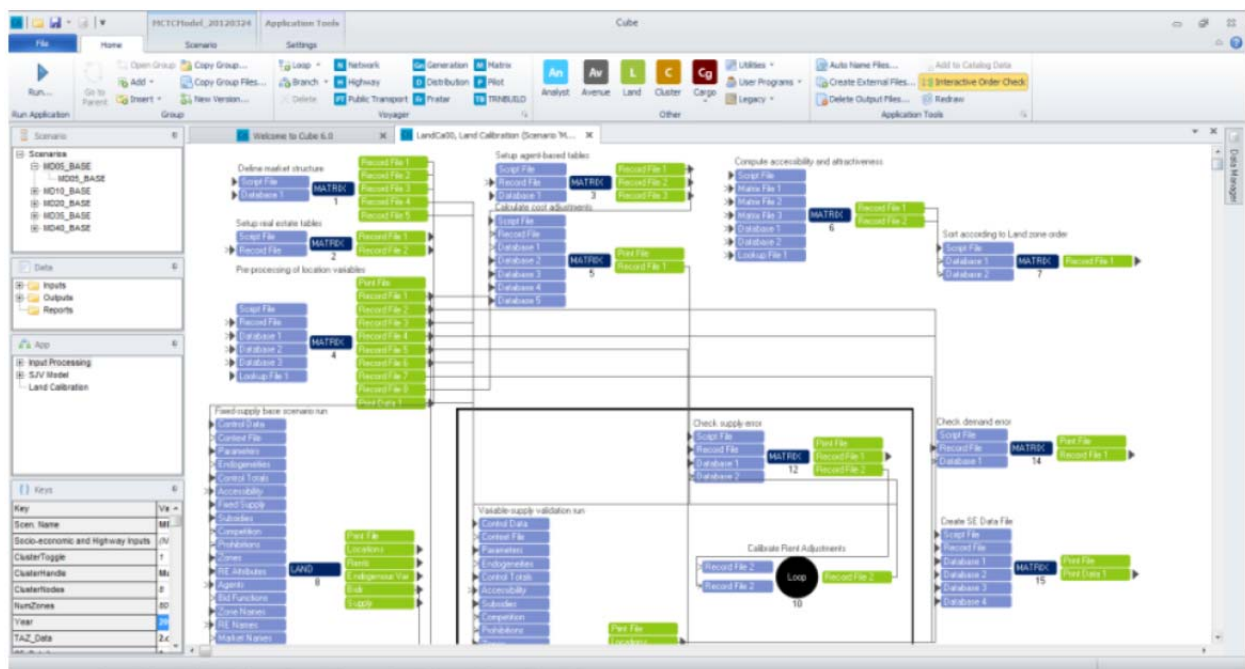 MCTCModel_20120324 Application Tools Cube
File Home Scenario Settings
Run...
Run Application
Go to Parent
Open Group
Add
Insert
Copy Group...
Copy Group Files...
New Version...
Group
Loop
Branch
Delete
Network
Highway
PT Public Transport
Gn Generation
D Distribution
Fr Fratar
M Matrix
P Pilot
TB TRNBUILD
Voyager
An Analyst
Av Avenue
L Land
C Cluster
Cg Cargo
Utilities
User Programs
Legacy
Other
Auto Name Files...
Create External Files...
Delete Output Files...
Add to Catalog Data
Interactive Order Check
Redraw
Application Tools
Scenario
Scenarios
MD05_BASE
MD05_BASE
MD10_BASE
MD20_BASE
MD35_BASE
MD40_BASE
Data
Inputs
Outputs
Reports
App
Input Processing
SJV Model
Land Calibration
Keys
Key
Scen. Name
Socio-economic and Highway Inputs
ClusterToggle 1
ClusterHandle
ClusterNodes 8
NumZones
Year
TAZ_Data
Welcome to Cube 6.0
LandCa00, Land Calibration (Scenario 'M...
Data Manager
Define market structure
Script File
Database 1
MATRIX
1
Record File 1
Record File 2
Record File 3
Record File 4
Record File 5
Setup real estate tables
Script File
Record File
MATRIX
2
Record File 1
Record File 2
Pre-processing of location variables
Script File
Record File
Database 1
Database 2
Database 3
Lookup File 1
MATRIX
4
Print File
Record File 1
Record File 2
Record File 3
Record File 4
Record File 5
Record File 6
Record File 7
Record File 8
Print Data 1
Setup agent-based tables
Script File
Record File
Database 1
MATRIX
3
Record File 1
Record File 2
Record File 3
Calculate cost adjustments
Script File
Record File
Database 1
Database 2
Database 3
Database 4
Database 5
MATRIX
5
Print File
Record File 1
Compute accessibility and attractiveness
Script File
Matrix File 1
Matrix File 2
Matrix File 3
Database 1
Database 2
Lookup File 1
MATRIX
6
Record File 1
Record File 2
Sort according to Land zone order
Script File
Database 1
Database 2
MATRIX
7
Record File 1
Fixed-supply base scenario run
Control Data
Context File
Parameters
Endogeneities
Control Totals
Accessibility
Fixed Supply
Subsidies
Competition
Prohibitions
Zones
RE Attributes
Agents
Bid Functions
Zone Names
RE Names
Market Names
LAND
8
Print File
Locations
Rents
Endogenous Var
Bids
Supply
Check supply error
Script File
Record File
Database 1
Database 2
MATRIX
12
Print File
Record File 1
Record File 2
Variable-supply validation run
Control Data
Context File
Parameters
Endogeneities
Control Totals
Accessibility
Subsidies
Competition
Prohibitions
Print File
Locations
Calibrate Rent Adjustments
Record File 2
Record File 2
Loop
10
Record File 2
Check demand error
Script File
Record File
Database 1
MATRIX
14
Print File
Record File 1
Create SE Data File
Script File
Record File
Database 1
Database 2
Database 3
Database 4
MATRIX
15
Print File
Print Data 1